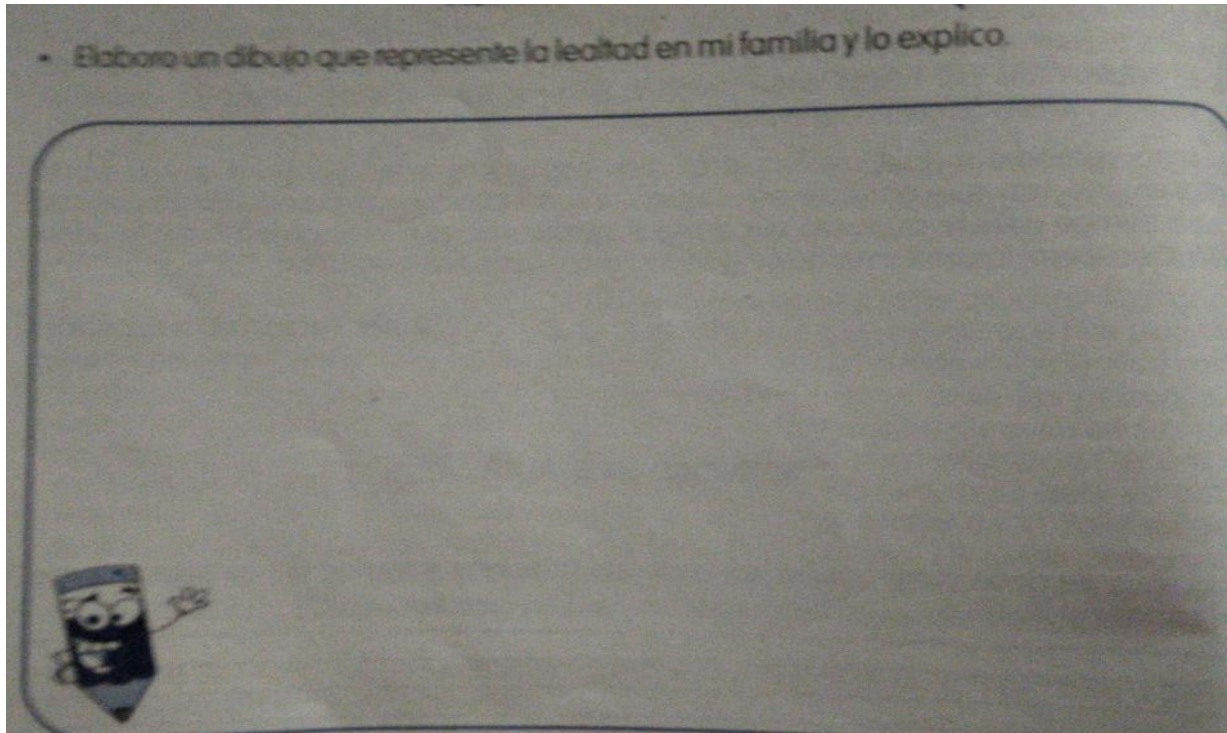 • Elaboro un dibujo que represente la lealtad en mi familia y lo explico.